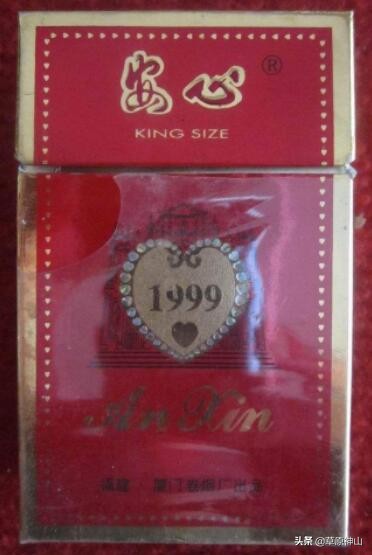 安心®
KING SIZE
1999
An Xin
福建 厦门卷烟厂出品
头条 @草颜神山